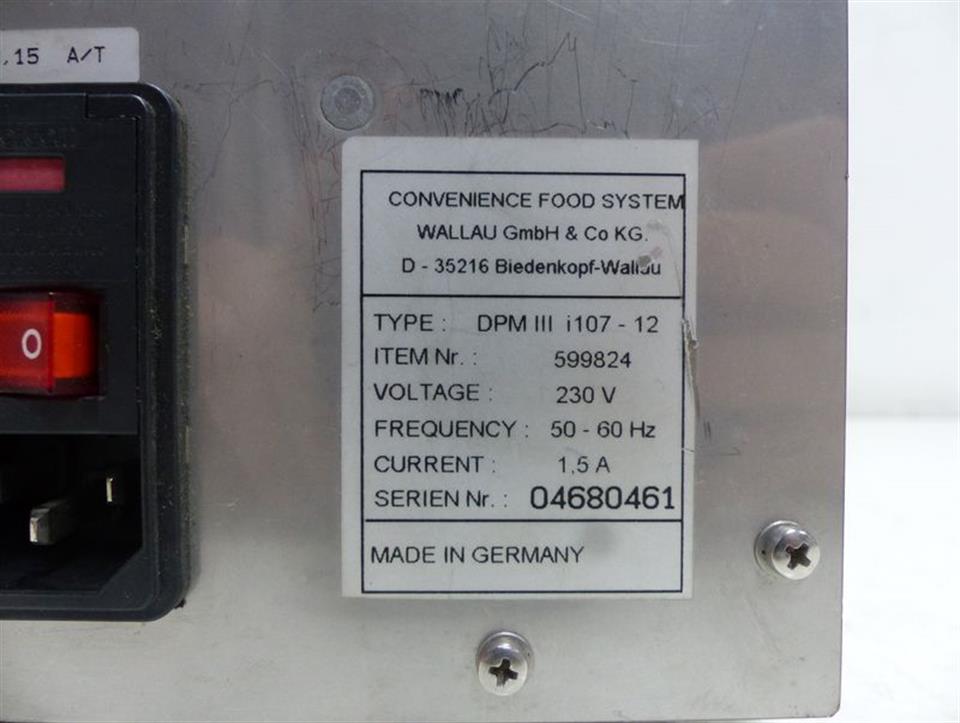 ,15 A/T
O
CONVENIENCE FOOD SYSTEM
WALLAU GmbH & Co KG.
D - 35216 Biedenkopf-Wallau
TYPE : DPM III i107 - 12
ITEM Nr. : 599824
VOLTAGE : 230 V
FREQUENCY : 50 - 60 Hz
CURRENT : 1,5 A
SERIEN Nr. : 04680461
MADE IN GERMANY